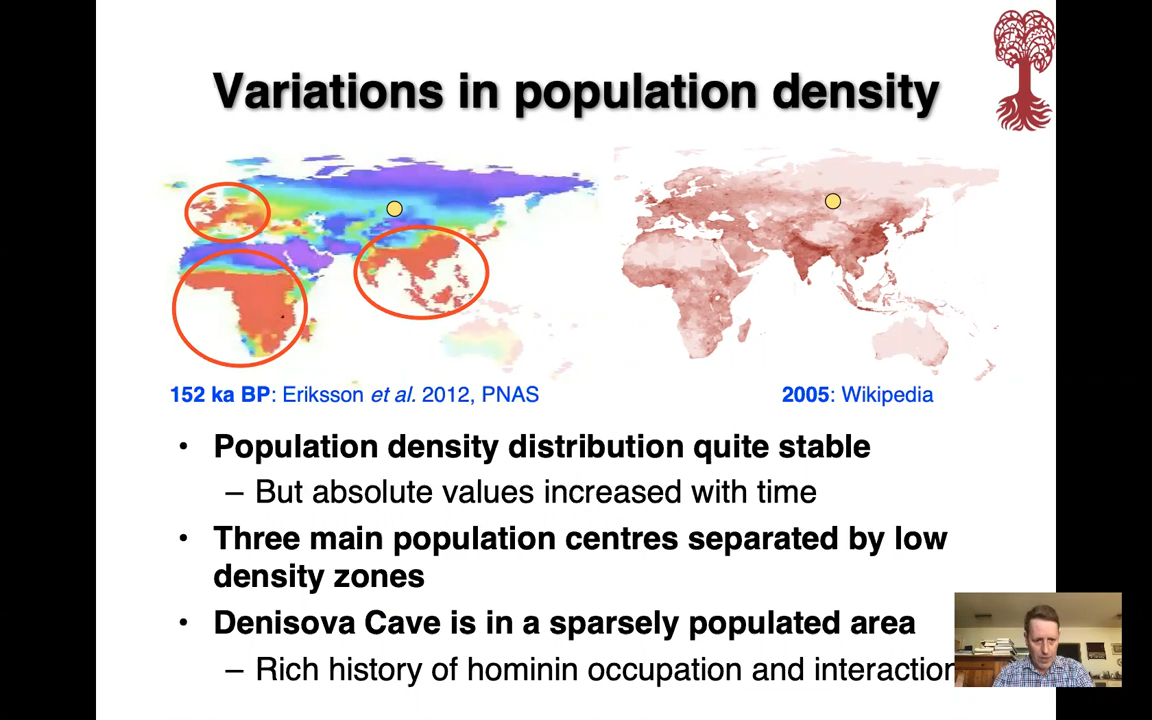 Variations in population density
152 ka BP: Eriksson et al. 2012, PNAS
2005: Wikipedia
• Population density distribution quite stable
– But absolute values increased with time
• Three main population centres separated by low
density zones
• Denisova Cave is in a sparsely populated area
– Rich history of hominin occupation and interaction